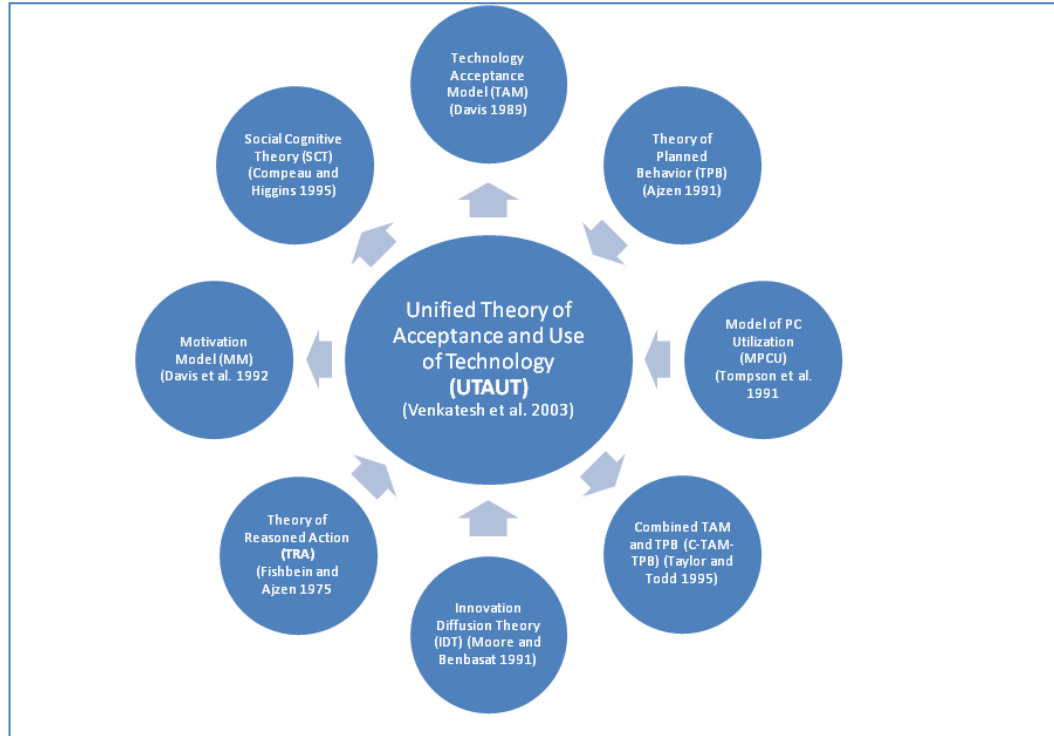 Technology
Acceptance
Model (TAM)
(Davis 1989)
Social Cognitive
Theory (SCT)
(Compeau and
Higgins 1995)
Theory of
Planned
Behavior (TPB)
(Ajzen 1991)
Unified Theory of
Acceptance and Use
of Technology
(UTAUT)
(Venkatesh et al. 2003)
Motivation
Model (MM)
(Davis et al. 1992
Model of PC
Utilization
(MPCU)
(Tompson et al.
1991
Theory of
Reasoned Action
(TRA)
(Fishbein and
Ajzen 1975
Combined TAM
and TPB (C-TAM-
TPB) (Taylor and
Todd 1995)
Innovation
Diffusion Theory
(IDT) (Moore and
Benbasat 1991)